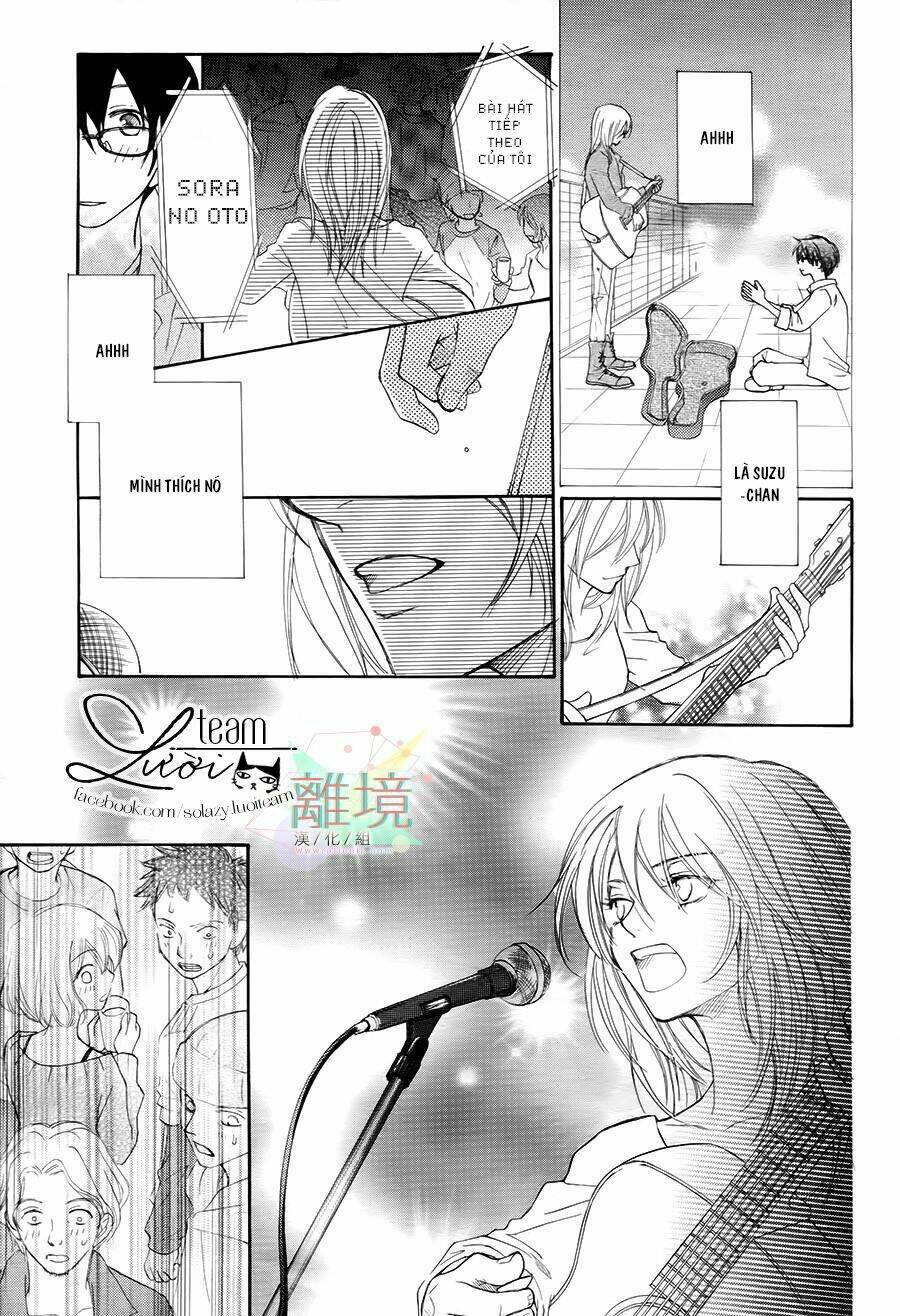 AHHH
LÀ SUZU
-CHAN
BÀI HÁT
TIẾP
THEO
CỦA TÔI
SORA
NO OTO
AHHH
MÌNH THÍCH NÓ
team
Lười
facebook.com/solazy.luoiteam
離境
漢/化/組